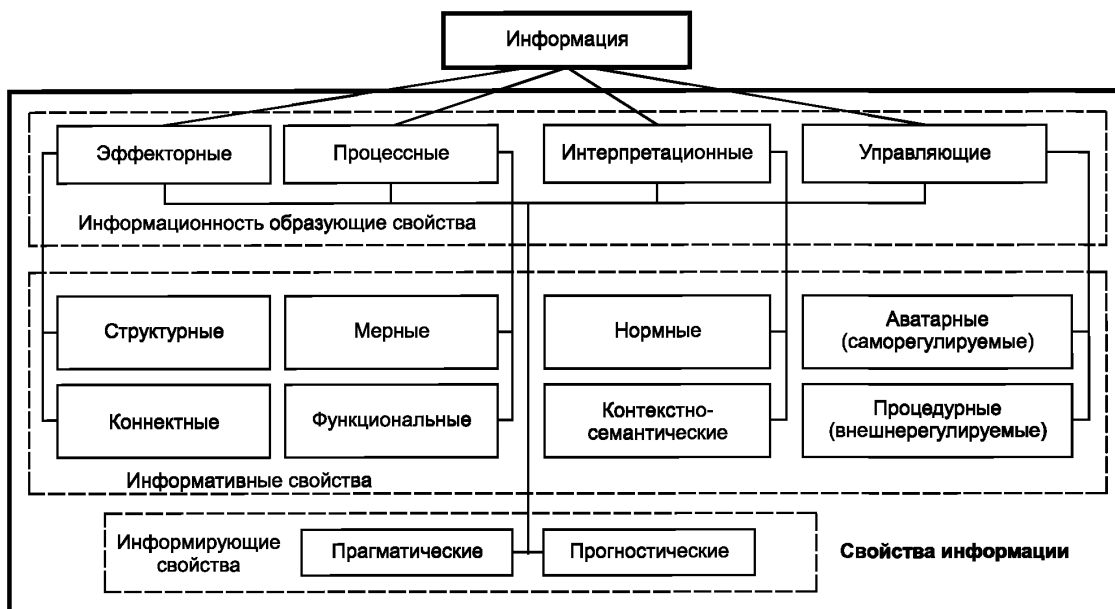 Информация
Эффекторные
Процессные
Интерпретационные
Управляющие
Информационность образующие свойства
Структурные
Мерные
Нормные
Аватарные
(саморегулируемые)
Коннектные
Функциональные
Контекстно-
семантические
Процедурные
(внешнерегулируемые)
Информативные свойства
Информирующие
свойства
Прагматические
Прогностические
Свойства информации